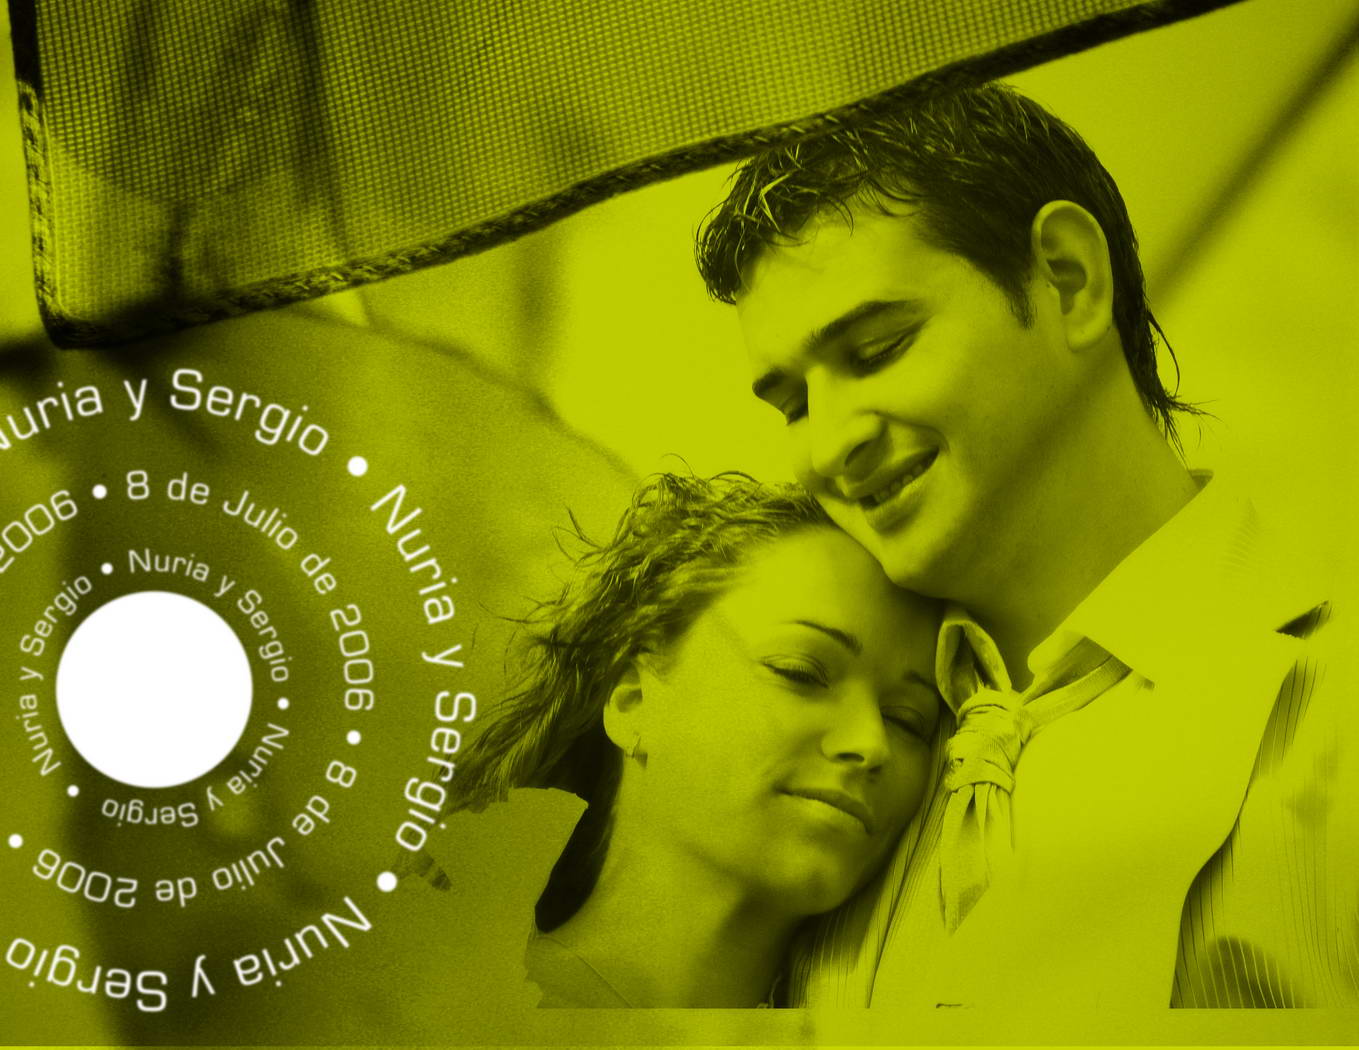 Nuria y Sergio • Nuria y Sergio • Nuria y Sergio
2006 • 8 de Julio de 2006 • 8 de Julio de 2006 •
Nuria y Sergio • Nuria y Sergio • Nuria y Sergio •